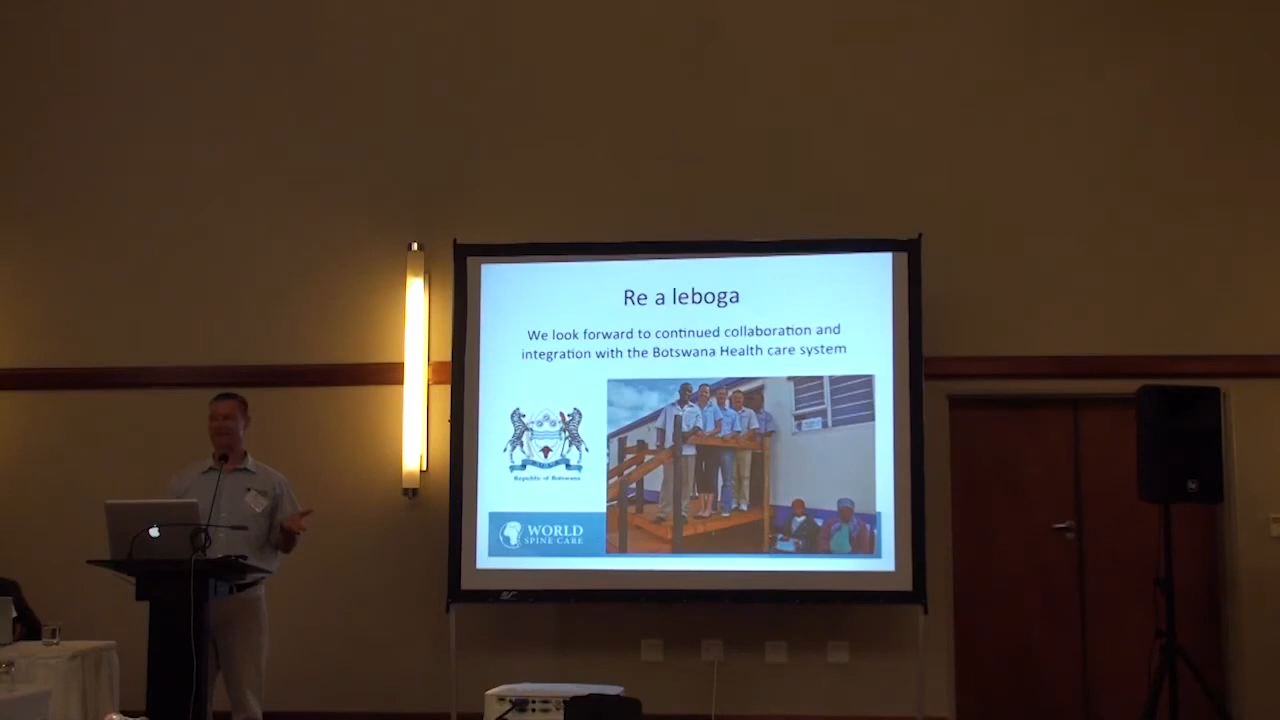 Re a leboga
We look forward to continued collaboration and
integration with the Botswana Health care system
Republic of Botswana
WORLD
SPINE CARE